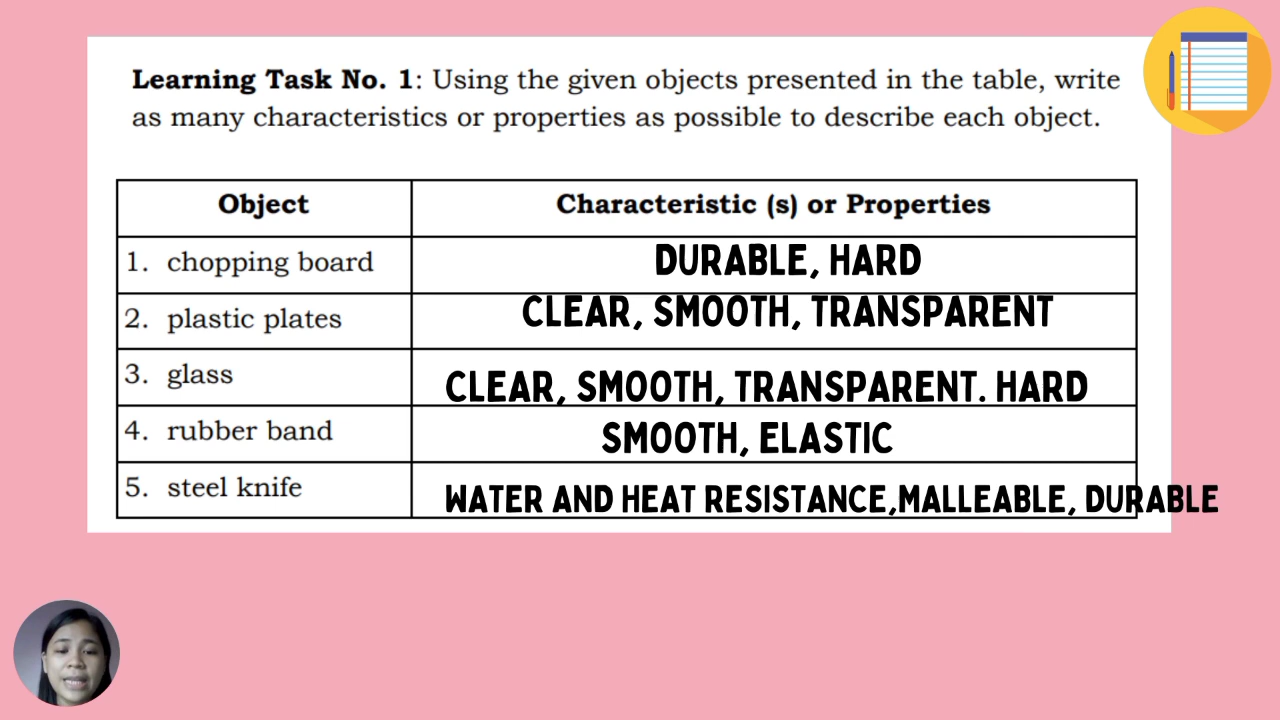 Learning Task No. 1: Using the given objects presented in the table, write
as many characteristics or properties as possible to describe each object.
Object Characteristic (s) or Properties
1. chopping board DURABLE, HARD
2. plastic plates CLEAR, SMOOTH, TRANSPARENT
3. glass CLEAR, SMOOTH, TRANSPARENT. HARD
4. rubber band SMOOTH, ELASTIC
5. steel knife WATER AND HEAT RESISTANCE,MALLEABLE, DURABLE